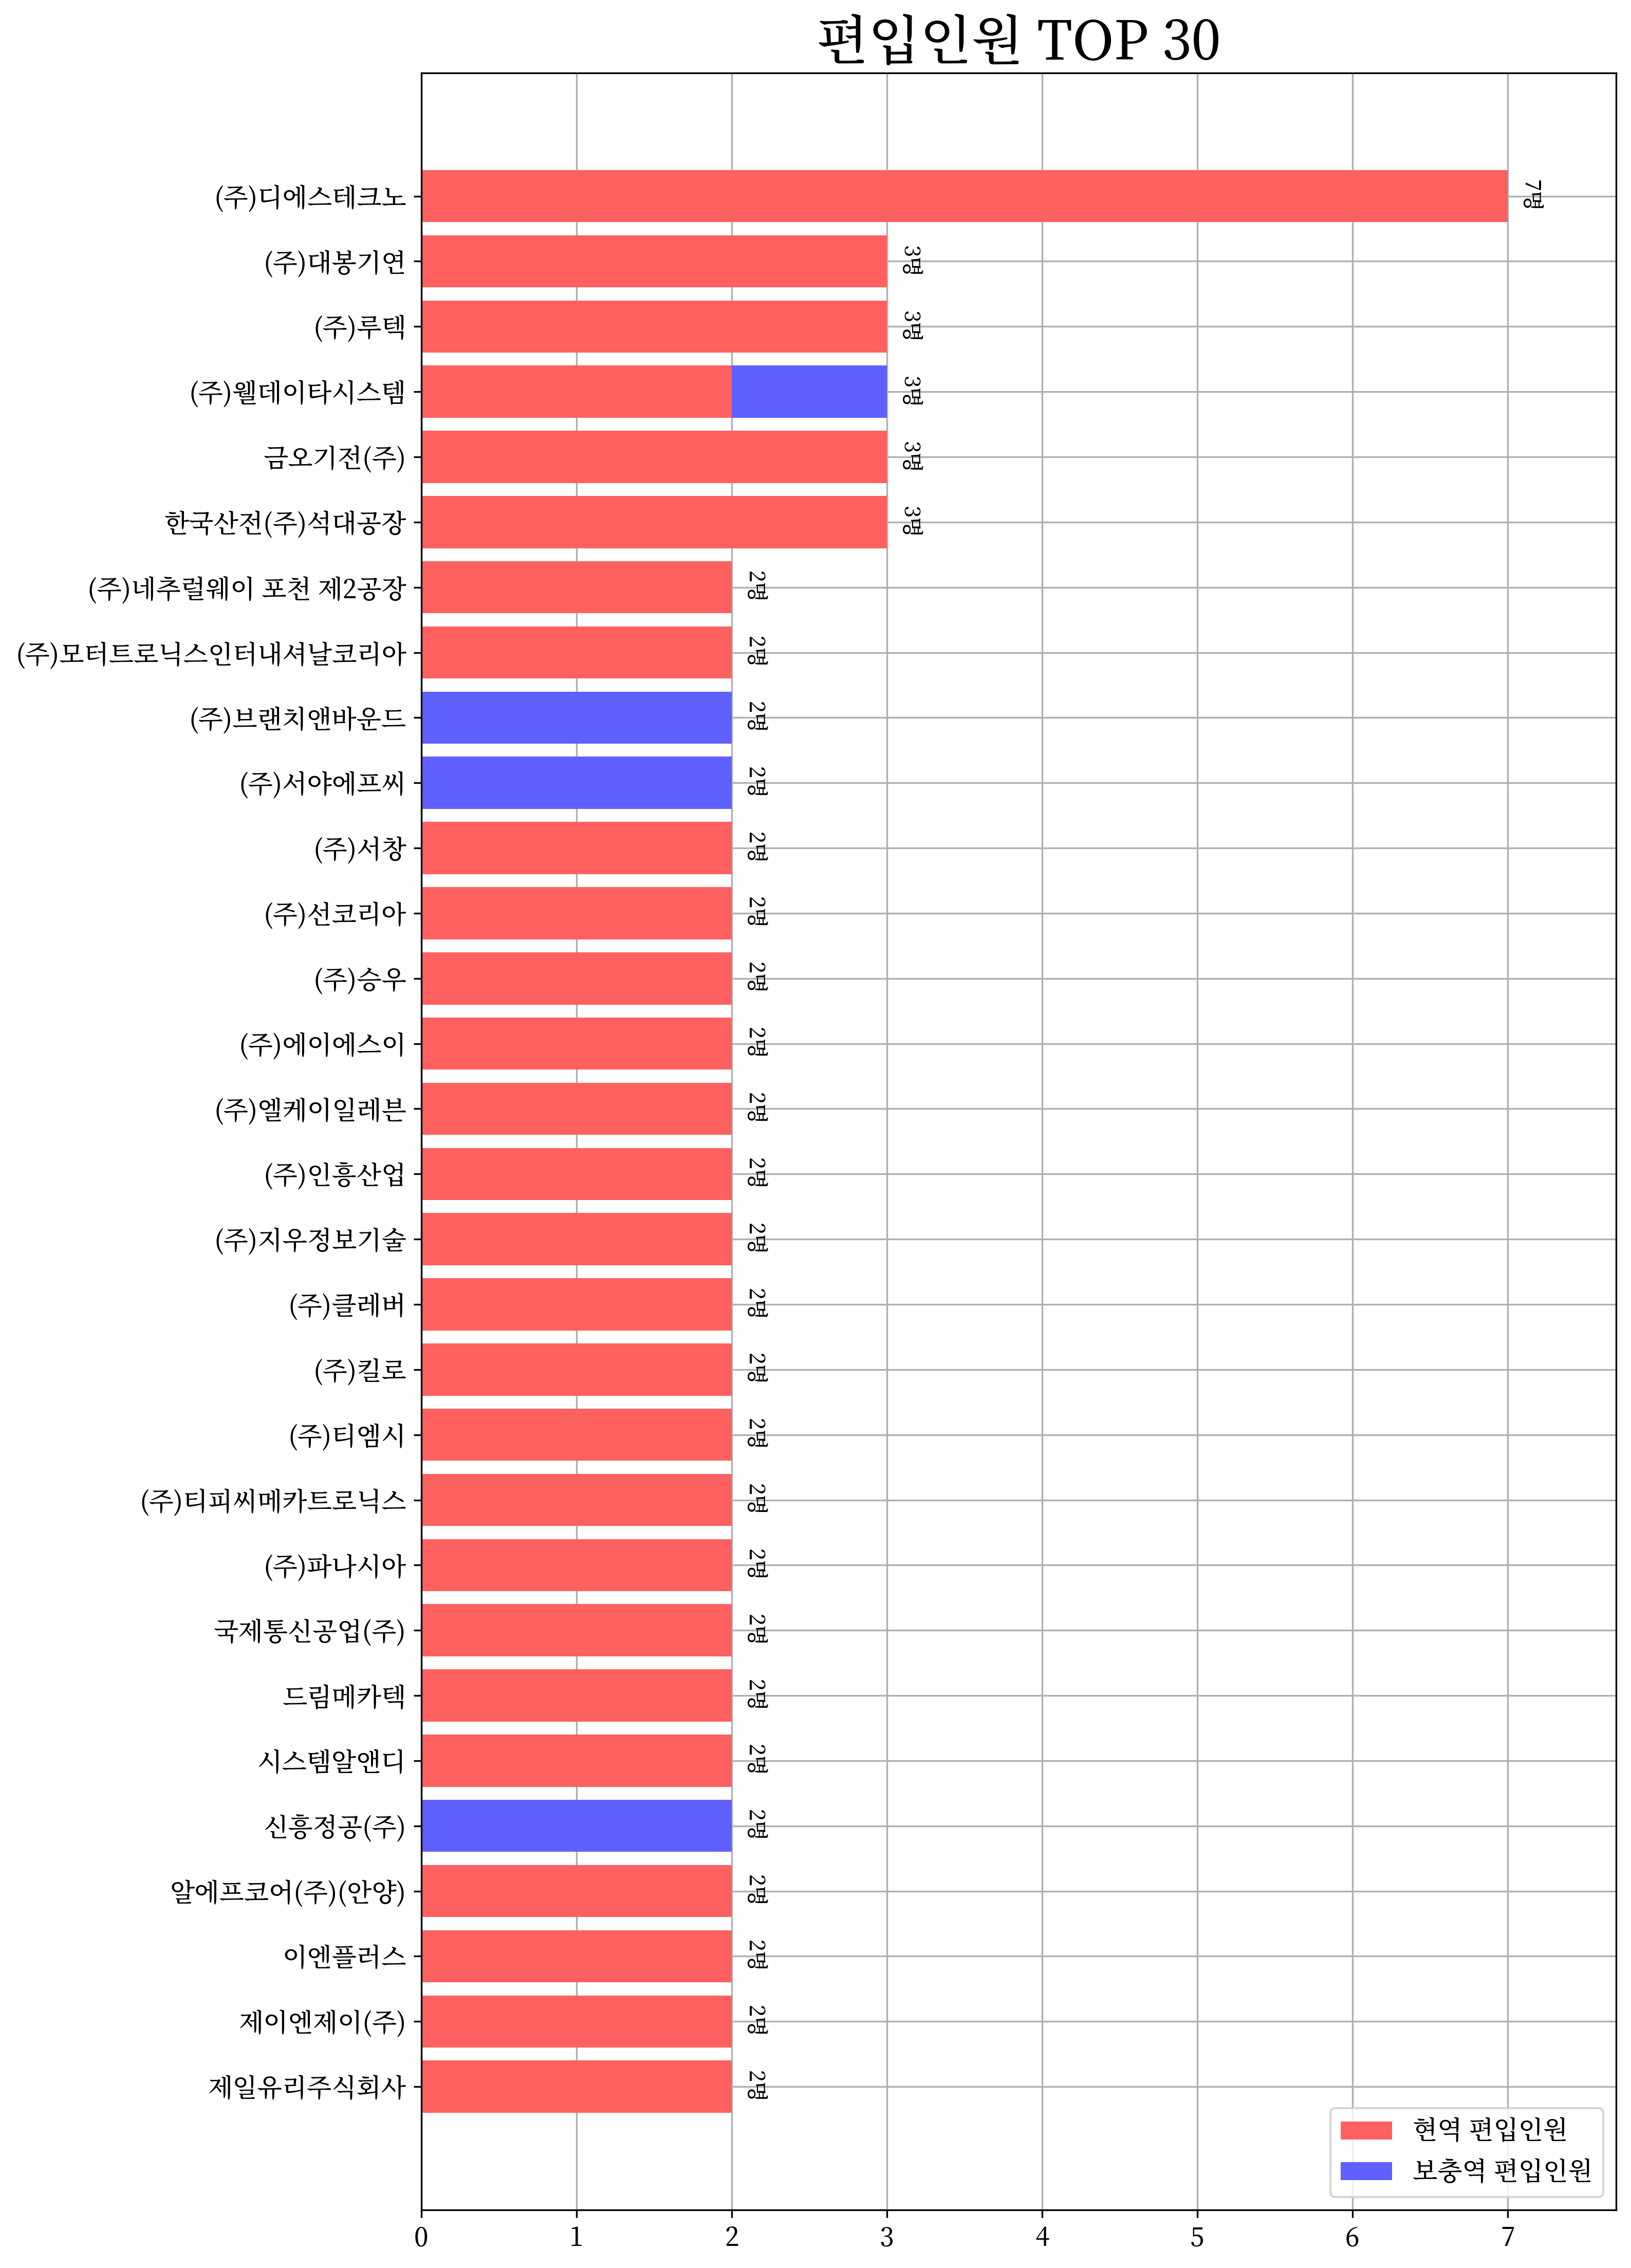 편입인원 TOP 30
(주)디에스테크노 7명
(주)대봉기연 3명
(주)루텍 3명
(주)웰데이타시스템 3명
금오기전(주) 3명
한국산전(주)석대공장 3명
(주)네추럴웨이 포천 제2공장 2명
(주)모터트로닉스인터내셔날코리아 2명
(주)브랜치앤바운드 2명
(주)서야에프씨 2명
(주)서창 2명
(주)선코리아 2명
(주)승우 2명
(주)에이에스이 2명
(주)엘케이일레븐 2명
(주)인흥산업 2명
(주)지우정보기술 2명
(주)클레버 2명
(주)킬로 2명
(주)티엠시 2명
(주)티피씨메카트로닉스 2명
(주)파나시아 2명
국제통신공업(주) 2명
드림메카텍 2명
시스템알앤디 2명
신흥정공(주) 2명
알에프코어(주)(안양) 2명
이엔플러스 2명
제이엔제이(주) 2명
제일유리주식회사 2명
현역 편입인원
보충역 편입인원
0 1 2 3 4 5 6 7